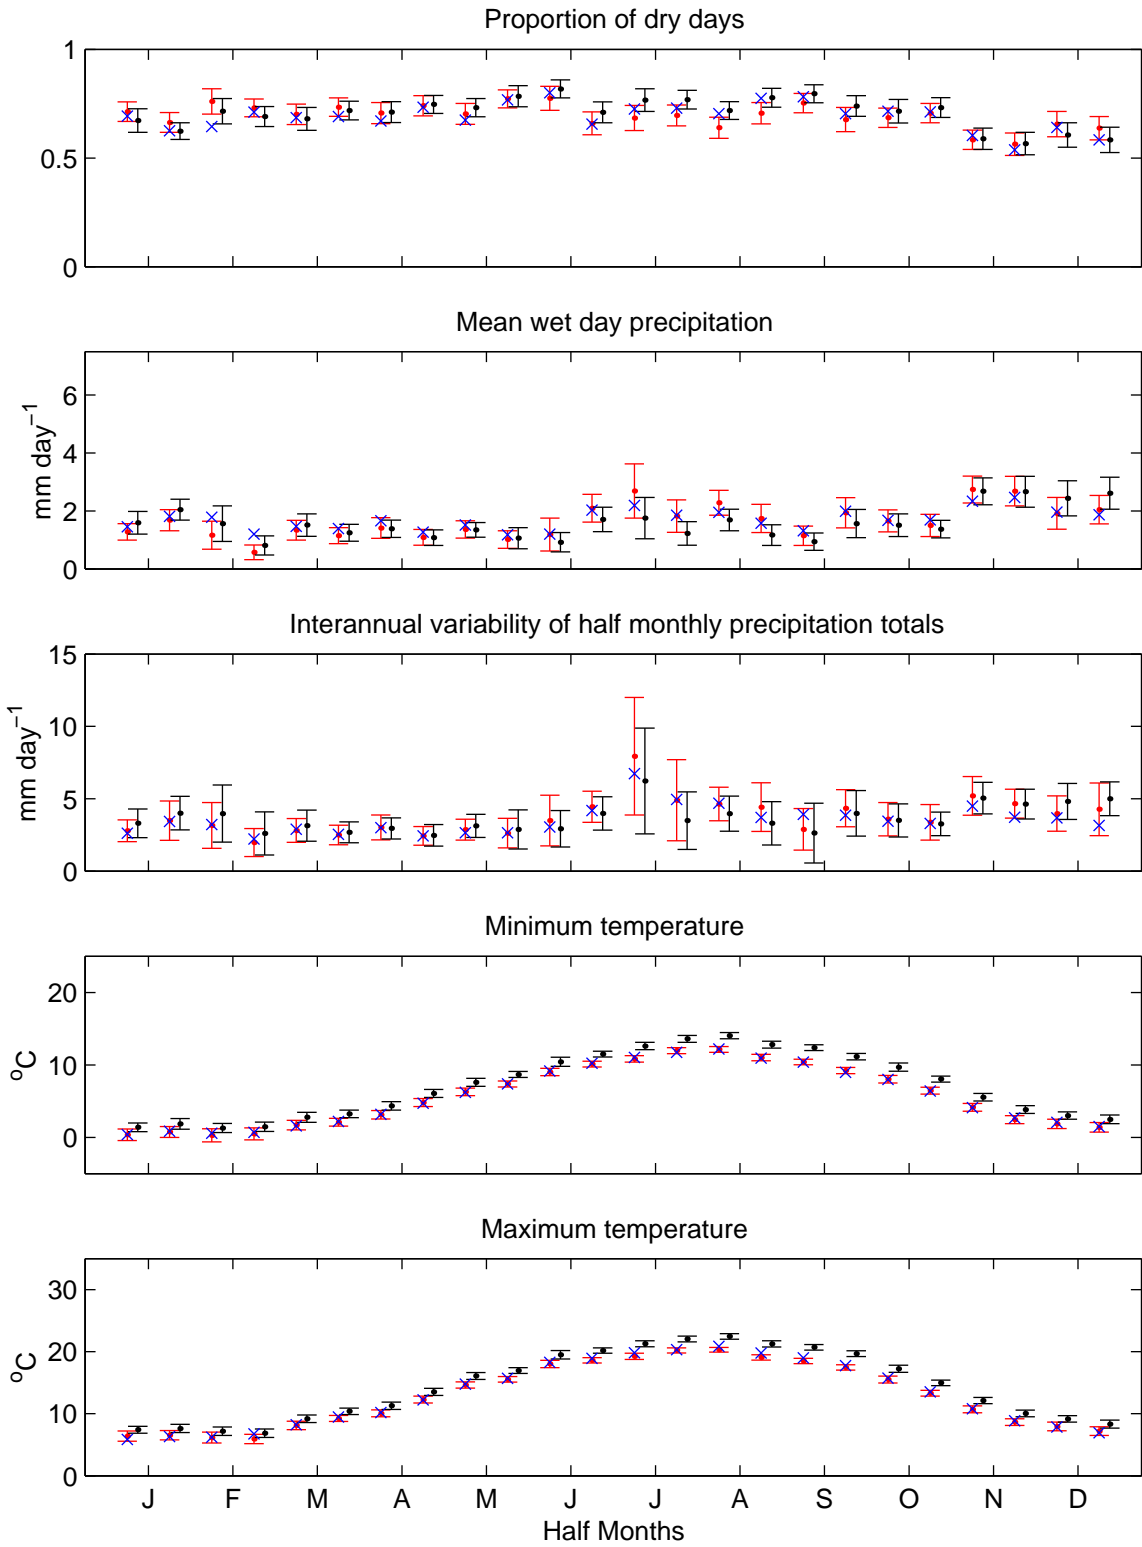 Proportion of dry days
1
0.5
0
Mean wet day precipitation
6
4
2
0
mm day⁻¹
Interannual variability of half monthly precipitation totals
15
10
5
0
mm day⁻¹
Minimum temperature
20
10
0
ºC
Maximum temperature
30
20
10
0
ºC
J F M A M J J A S O N D
Half Months